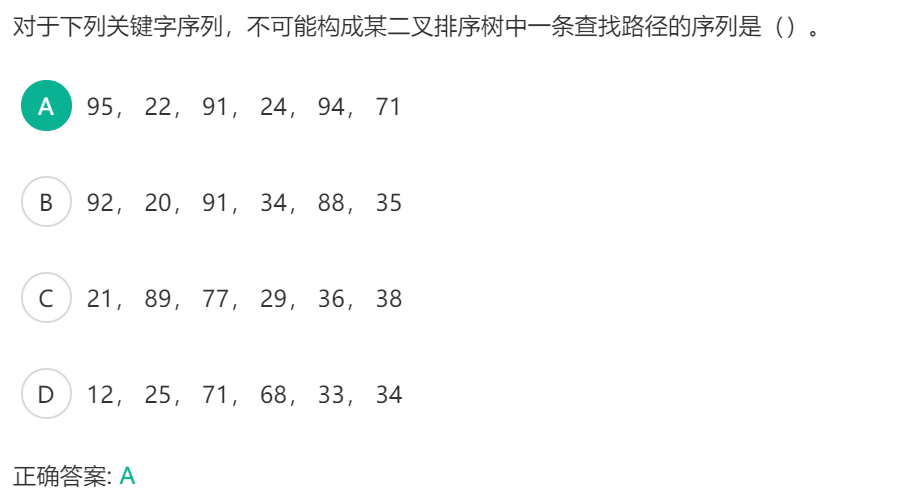 对于下列关键字序列，不可能构成某二叉排序树中一条查找路径的序列是（）。
A 95， 22， 91， 24， 94， 71
B 92， 20， 91， 34， 88， 35
C 21， 89， 77， 29， 36， 38
D 12， 25， 71， 68， 33， 34
正确答案: A